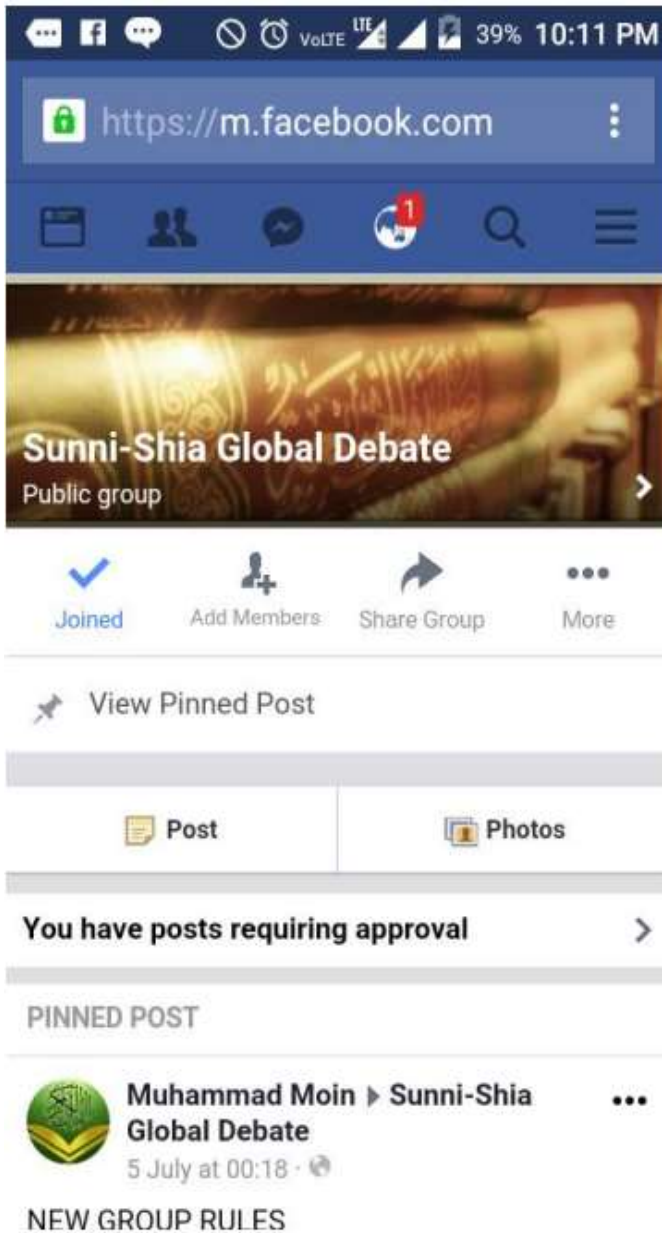 VoLTE LTE 39% 10:11 PM
https://m.facebook.com
1
Sunni-Shia Global Debate
Public group
Joined
Add Members
Share Group
More
View Pinned Post
Post
Photos
You have posts requiring approval
PINNED POST
Muhammad Moin ▸ Sunni-Shia
Global Debate
5 July at 00:18 ·
NEW GROUP RULES